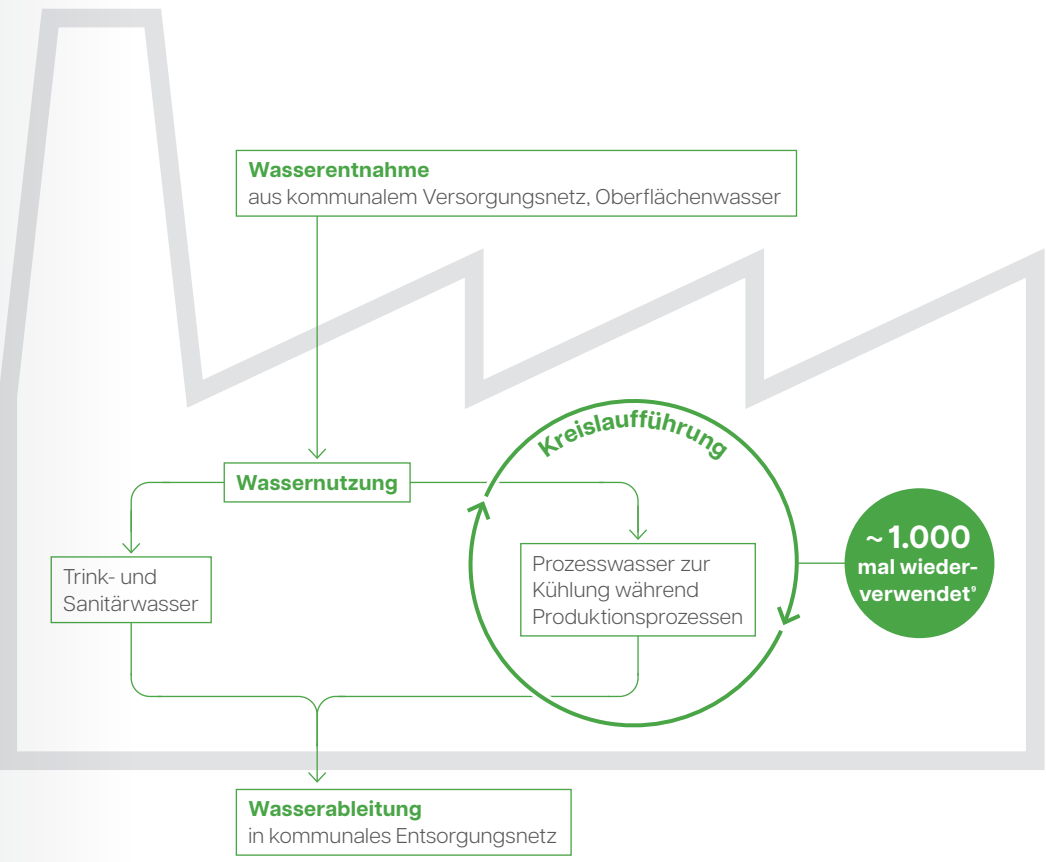 Wasserentnahme
aus kommunalem Versorgungsnetz, Oberflächenwasser
Kreislaufführung
Wassernutzung
Trink- und
Sanitärwasser
Prozesswasser zur
Kühlung während
Produktionsprozessen
~1.000
mal wieder-
verwendet⁹
Wasserableitung
in kommunales Entsorgungsnetz